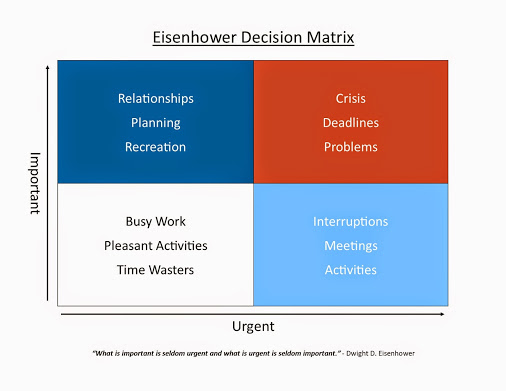 Eisenhower Decision Matrix
Relationships
Planning
Recreation
Crisis
Deadlines
Problems
Important
Busy Work
Pleasant Activities
Time Wasters
Interruptions
Meetings
Activities
Urgent
“What is important is seldom urgent and what is urgent is seldom important.” - Dwight D. Eisenhower